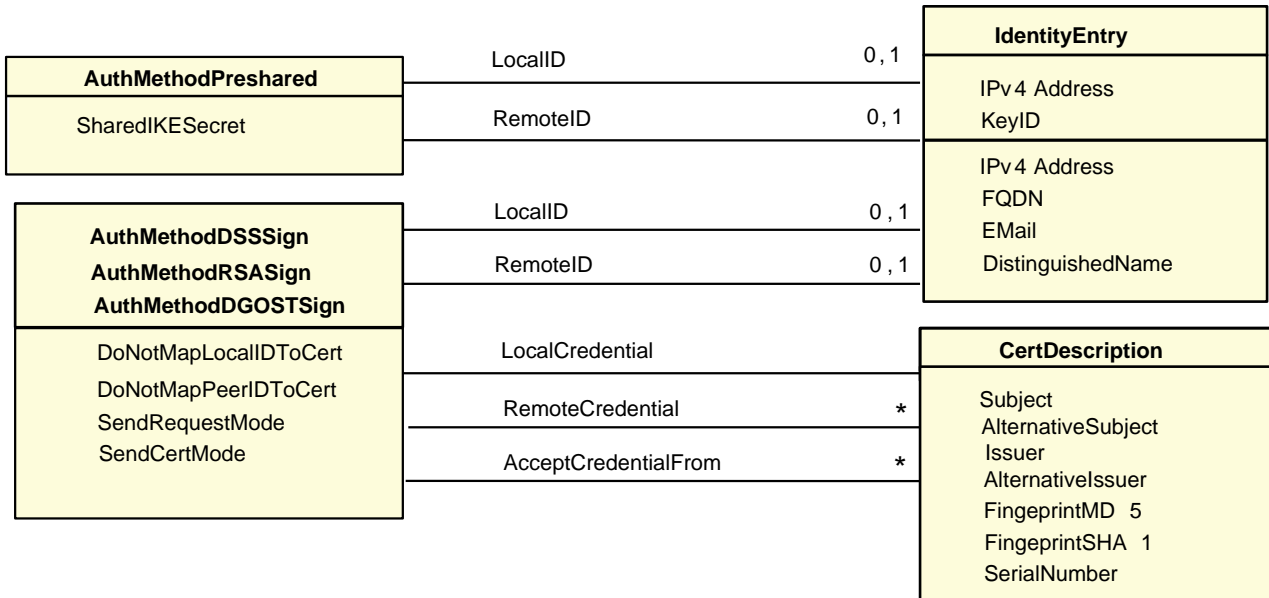 AuthMethodPreshared
SharedIKESecret
LocalID 0,1
RemoteID 0,1
IdentityEntry
IPv4 Address
KeyID
IPv4 Address
FQDN
EMail
DistinguishedName
AuthMethodDSSSign
AuthMethodRSASign
AuthMethodDGOSTSign
DoNotMapLocalIDToCert
DoNotMapPeerIDToCert
SendRequestMode
SendCertMode
LocalID 0,1
RemoteID 0,1
LocalCredential
RemoteCredential *
AcceptCredentialFrom *
CertDescription
Subject
AlternativeSubject
Issuer
AlternativeIssuer
FingeprintMD 5
FingeprintSHA 1
SerialNumber